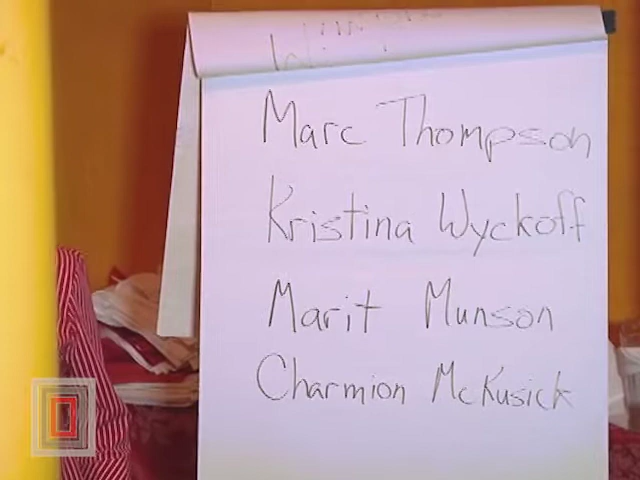 Marc Thompson
Kristina Wyckoff
Marit Munson
Charmion McKusick